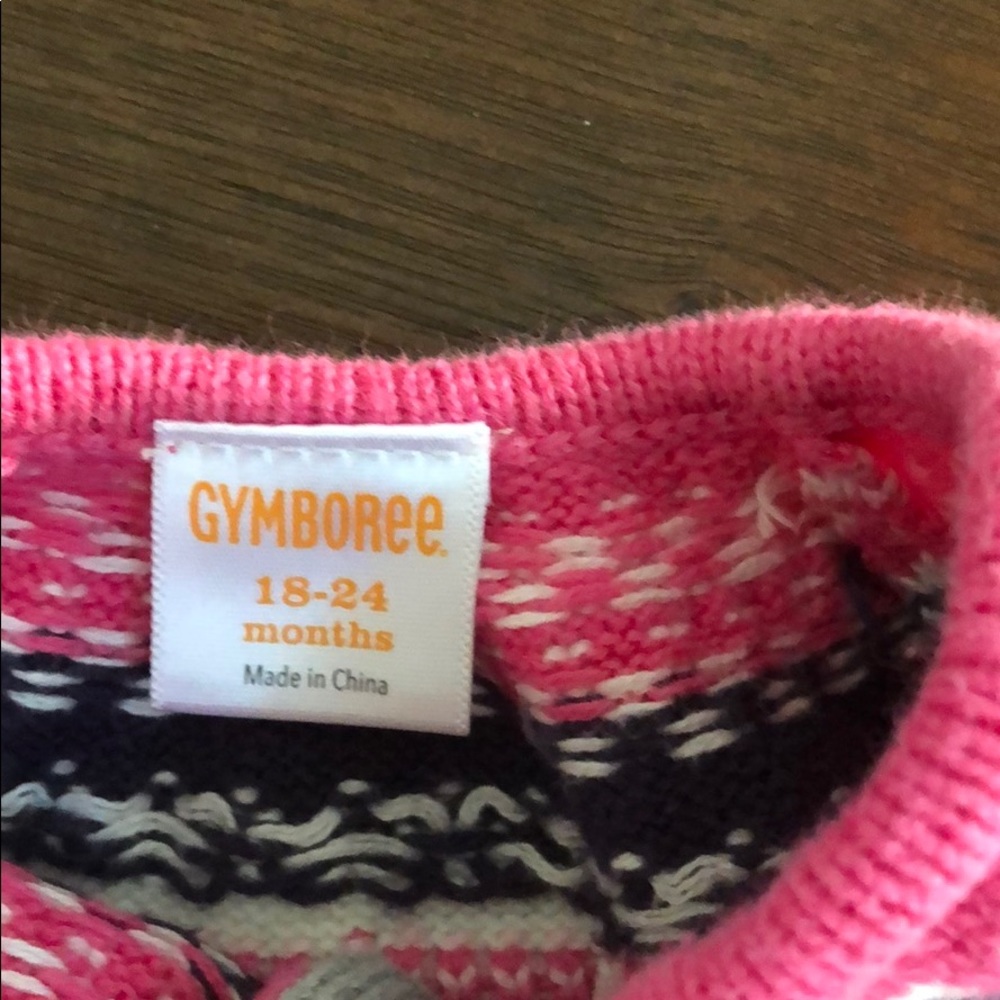 GYMBOREE
18-24
months
Made in China